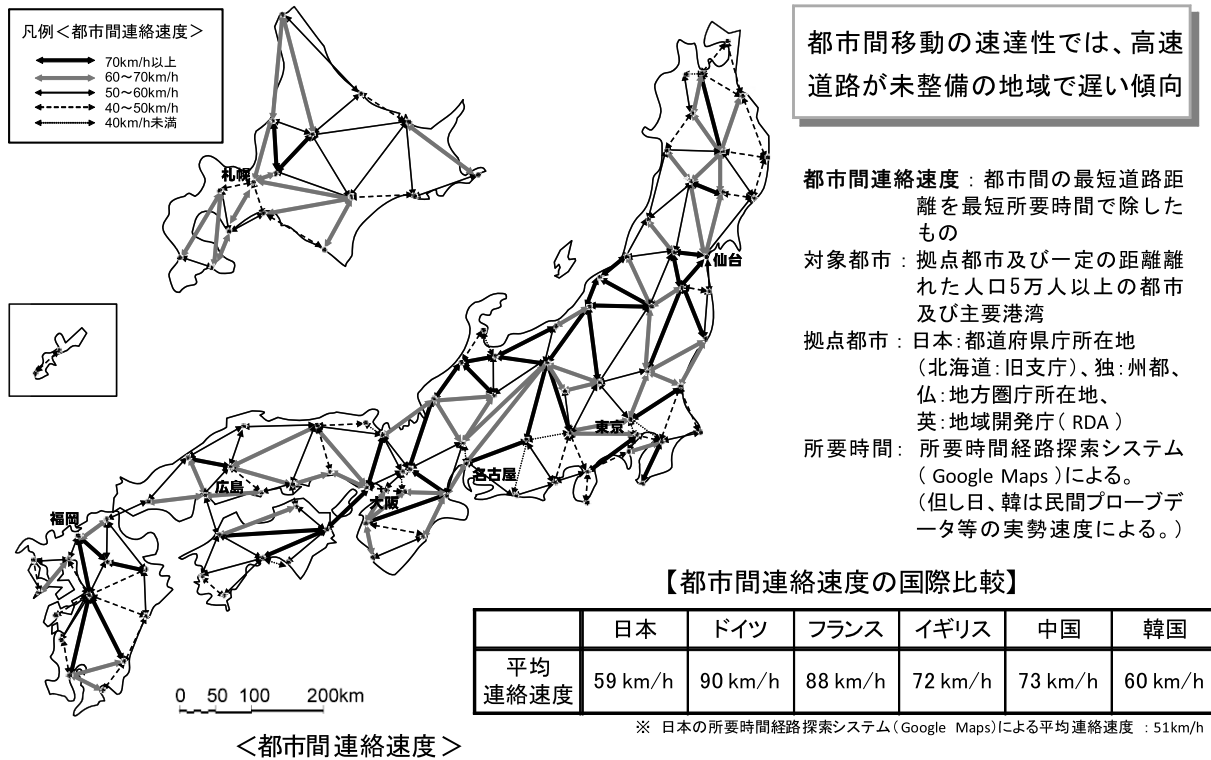 凡例＜都市間連絡速度＞
70km/h以上
60～70km/h
50～60km/h
40～50km/h
40km/h未満
都市間移動の速達性では、高速
道路が未整備の地域で遅い傾向
札幌
仙台
東京
名古屋
大阪
広島
福岡
都市間連絡速度：都市間の最短道路距
離を最短所要時間で除した
もの
対象都市：拠点都市及び一定の距離離
れた人口5万人以上の都市
及び主要港湾
拠点都市：日本：都道府県庁所在地
（北海道：旧支庁）、独：州都、
仏：地方圏庁所在地、
英：地域開発庁（RDA）
所要時間： 所要時間経路探索システム
（Google Maps）による。
（但し日、韓は民間プローブデ
ータ等の実勢速度による。）
【都市間連絡速度の国際比較】
日本 ドイツ フランス イギリス 中国 韓国
平均
連絡速度 59 km/h 90 km/h 88 km/h 72 km/h 73 km/h 60 km/h
※ 日本の所要時間経路探索システム（Google Maps）による平均連絡速度 ：51km/h
0 50 100 200km
＜都市間連絡速度＞